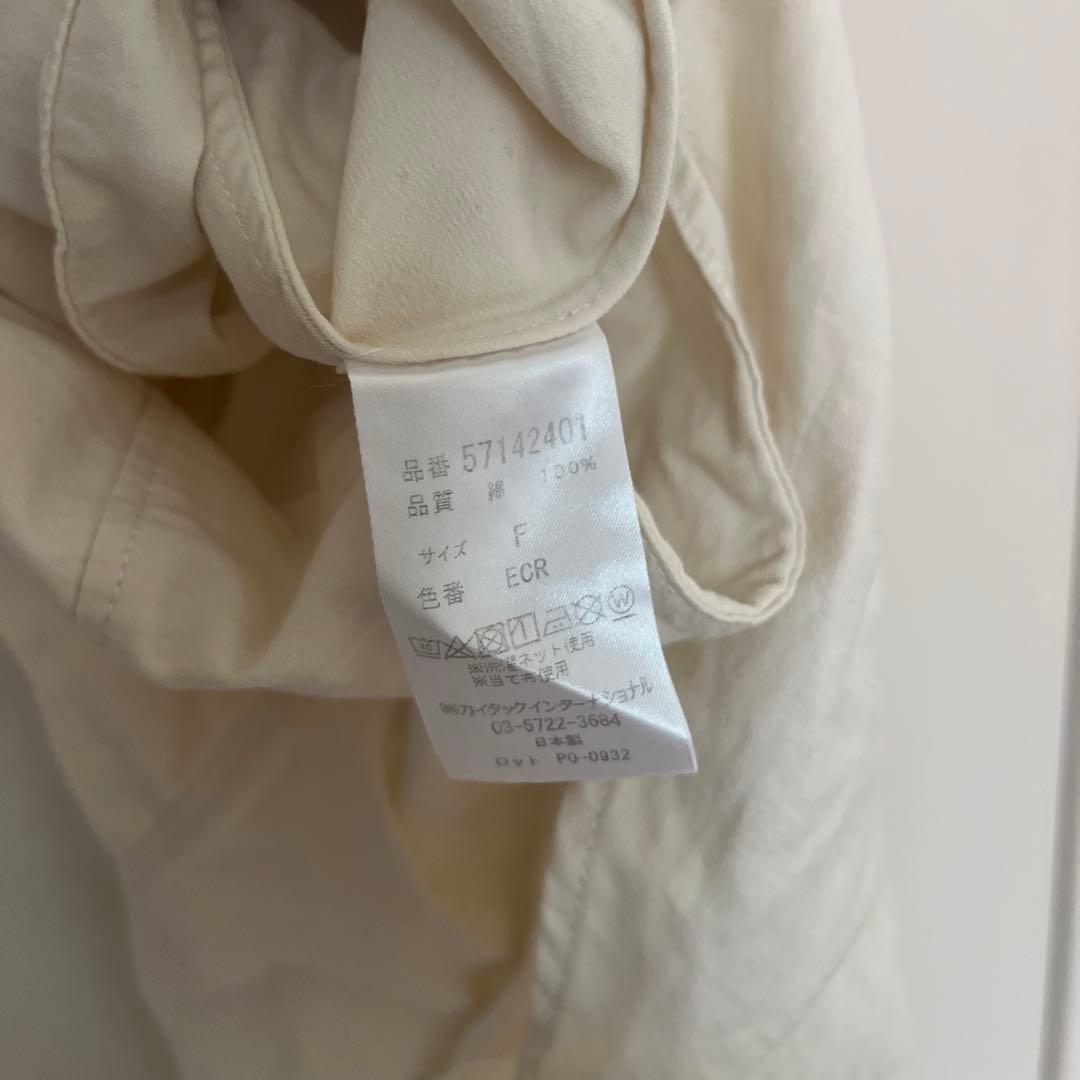 品番 57142401
品質 綿 100%
サイズ F
色番 ECR
※洗濯ネット使用
※当て布使用
㈱カイタックインターナショナル
03-5722-3684
日本製
ロット PO-0932